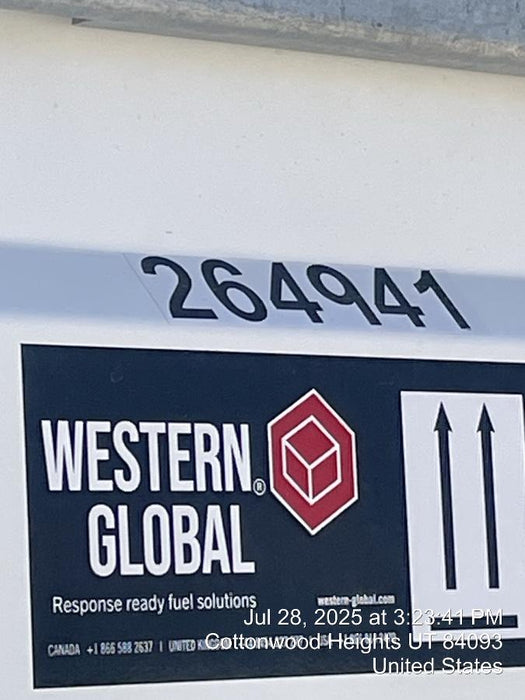 264941
WESTERN®
GLOBAL
Response ready fuel solutions
western-global.com
CANADA +1 866 588 2637 | UNITED
Jul 28, 2025 at 3:23:41 PM
Cottonwood Heights UT 84093
United States